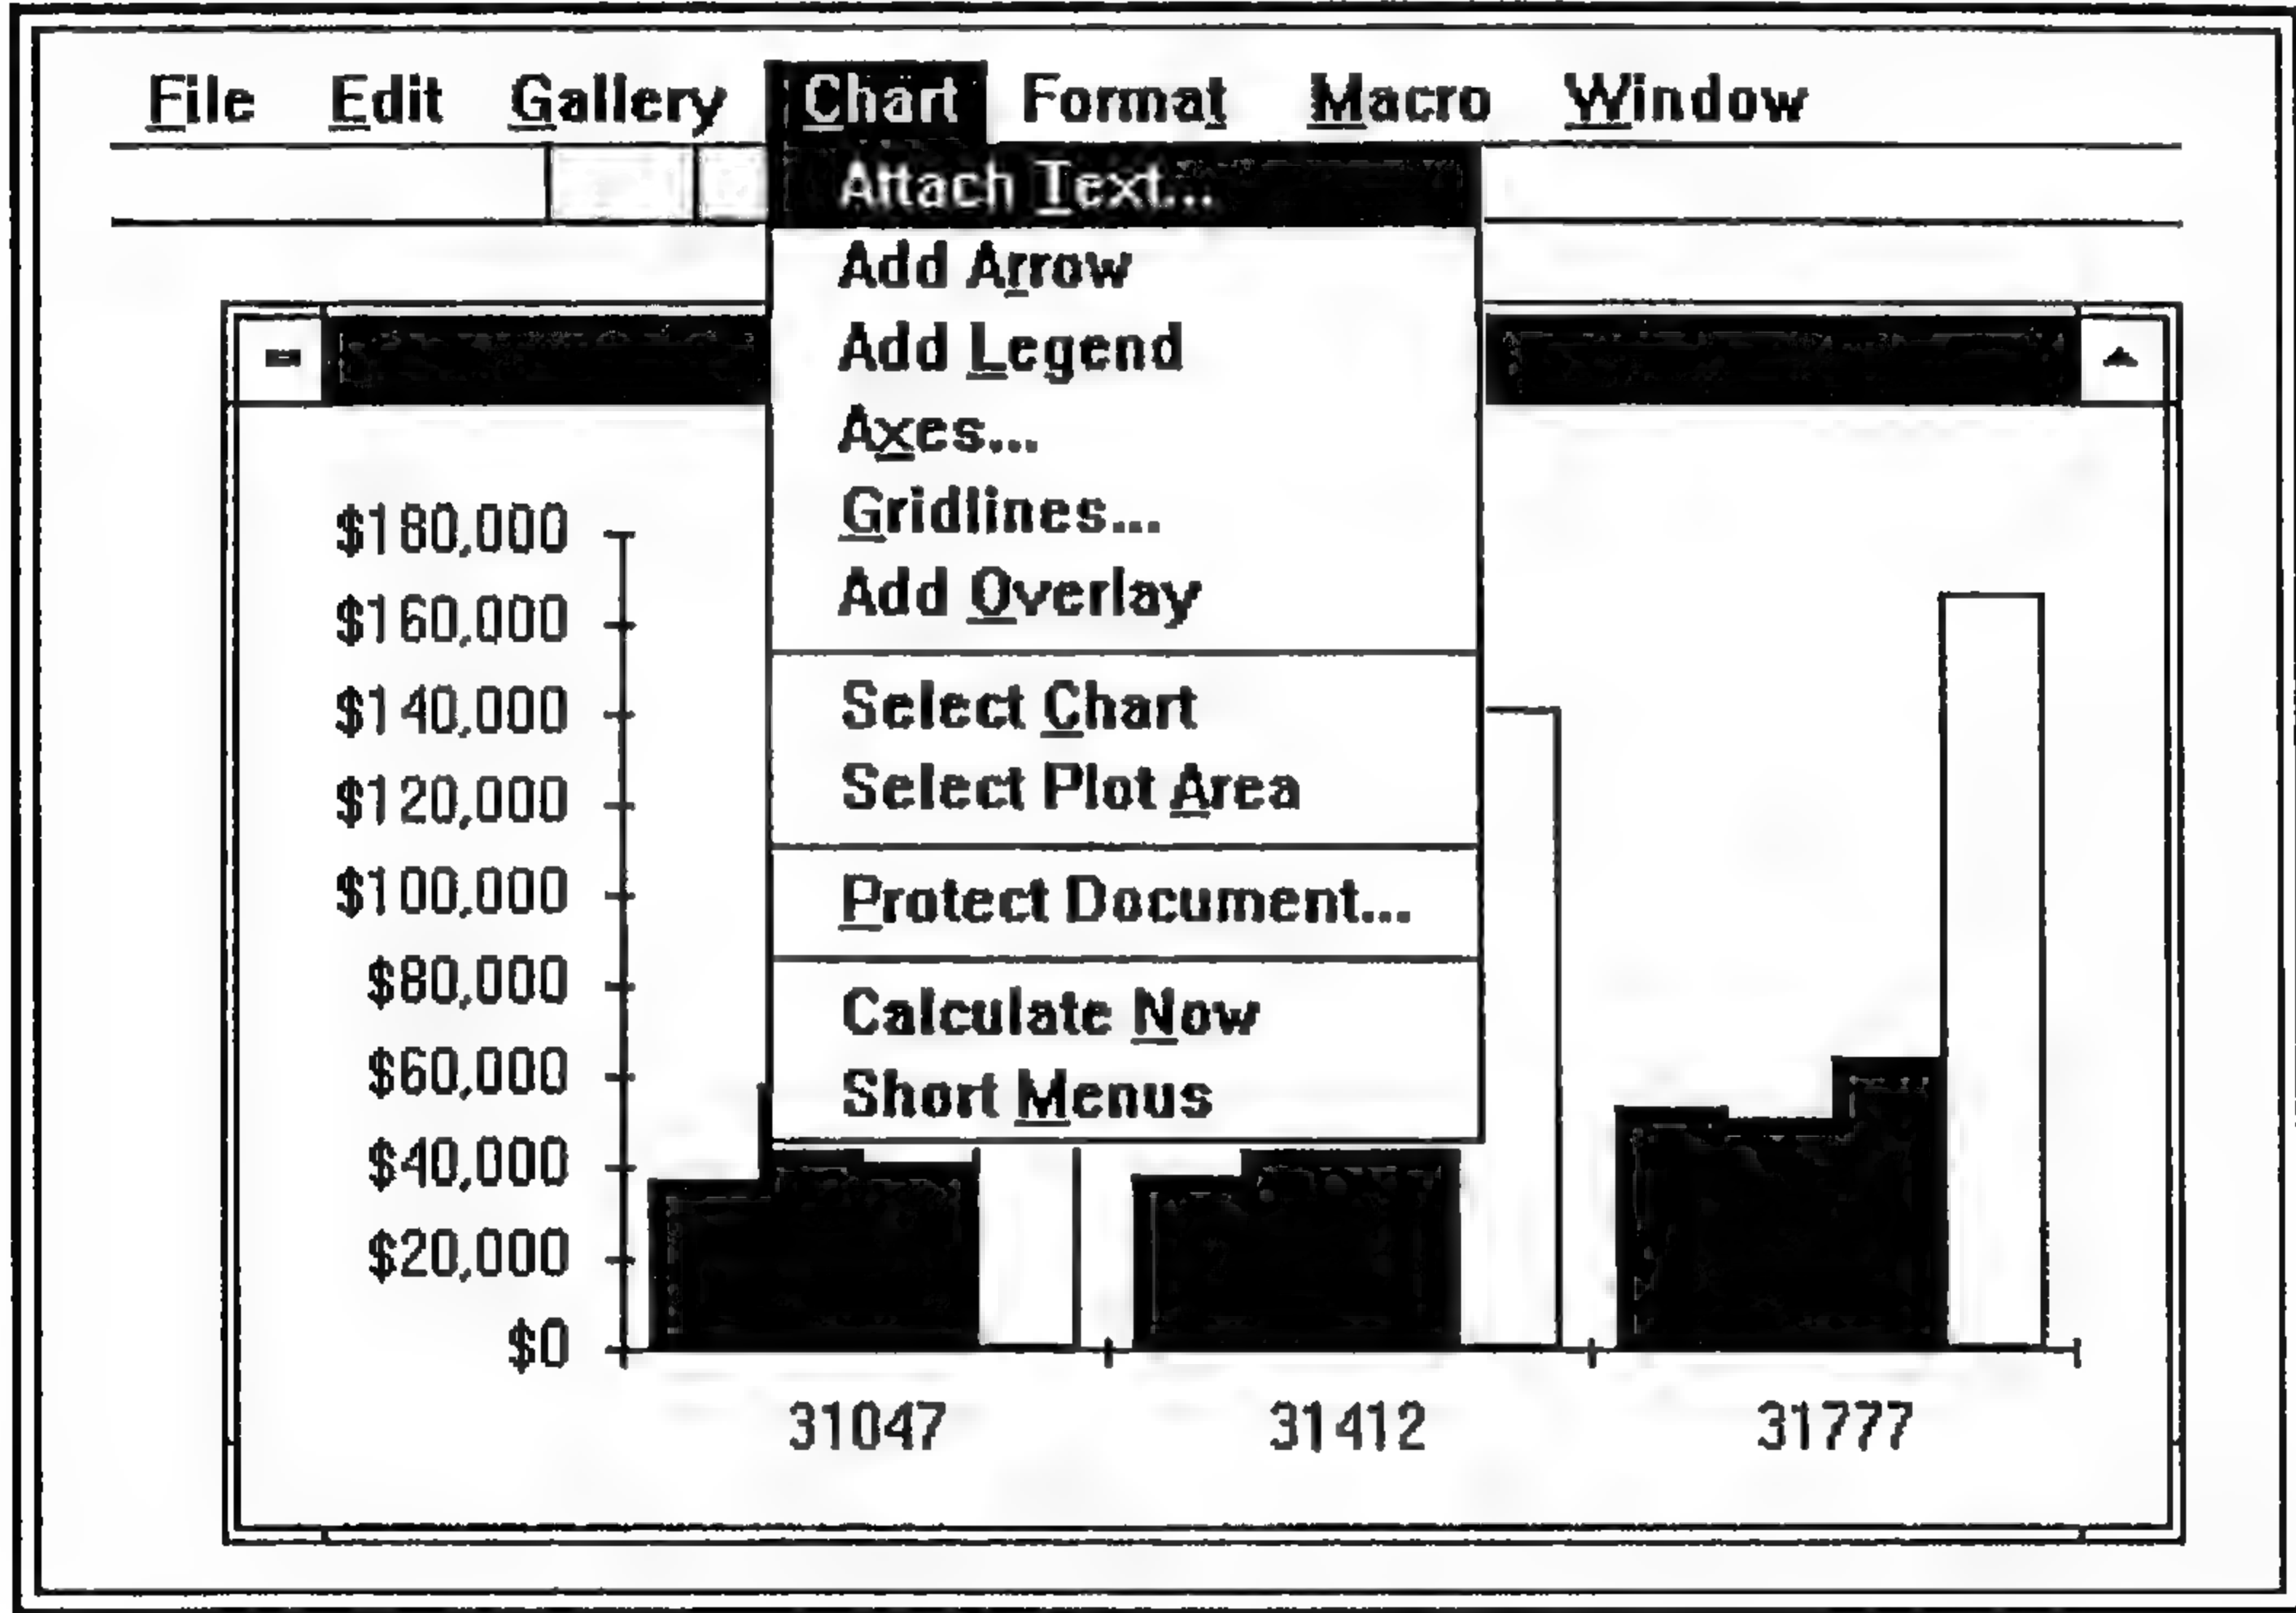 File Edit Gallery Chart Format Macro Window
Attach Text...
Add Arrow
Add Legend
Axes...
Gridlines...
Add Overlay
Select Chart
Select Plot Area
Protect Document...
Calculate Now
Short Menus
$180,000
$160,000
$140,000
$120,000
$100,000
$80,000
$60,000
$40,000
$20,000
$0
31047 31412 31777